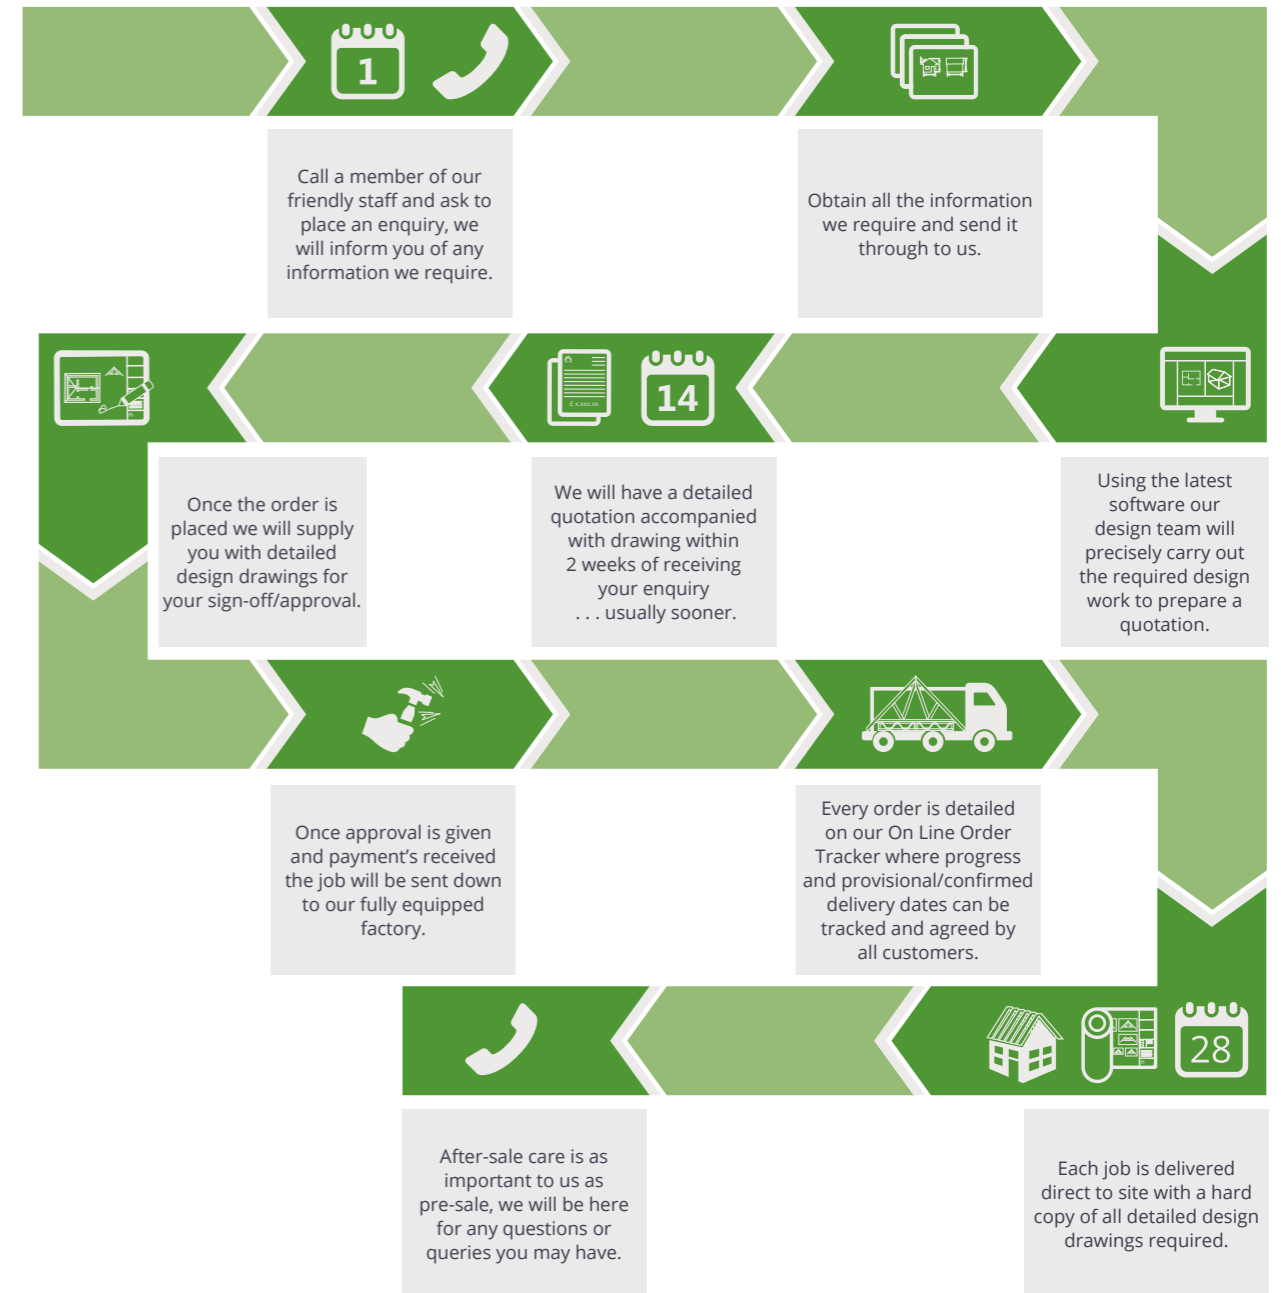 1
Call a member of our
friendly staff and ask to
place an enquiry, we
will inform you of any
information we require.
Obtain all the information
we require and send it
through to us.
Using the latest
software our
design team will
precisely carry out
the required design
work to prepare a
quotation.
£ x,xxx.xx
14
We will have a detailed
quotation accompanied
with drawing within
2 weeks of receiving
your enquiry
. . . usually sooner.
Once the order is
placed we will supply
you with detailed
design drawings for
your sign-off/approval.
Once approval is given
and payment’s received
the job will be sent down
to our fully equipped
factory.
Every order is detailed
on our On Line Order
Tracker where progress
and provisional/confirmed
delivery dates can be
tracked and agreed by
all customers.
28
Each job is delivered
direct to site with a hard
copy of all detailed design
drawings required.
After-sale care is as
important to us as
pre-sale, we will be here
for any questions or
queries you may have.